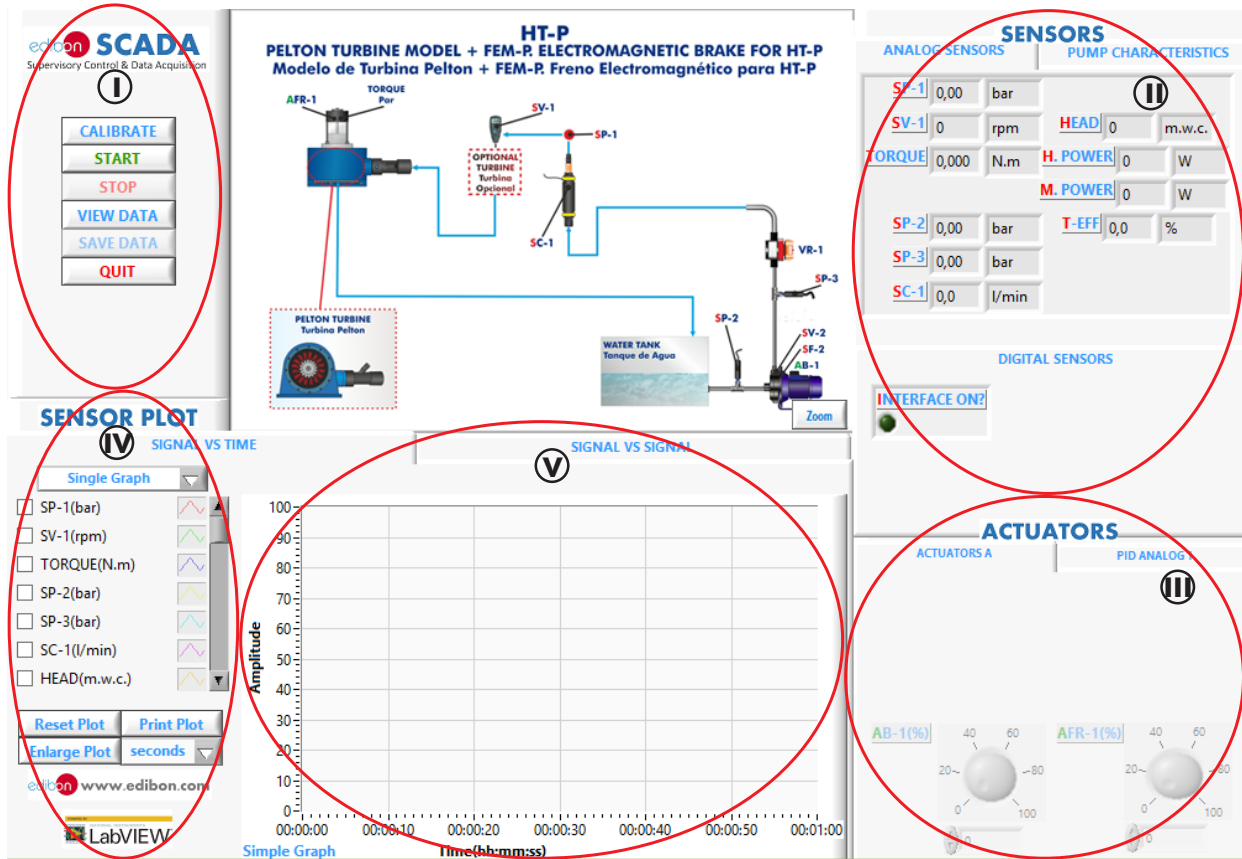 edibon SCADA
Supervisory Control & Data Acquisition
I
CALIBRATE
START
STOP
VIEW DATA
SAVE DATA
QUIT
HT-P
PELTON TURBINE MODEL + FEM-P. ELECTROMAGNETIC BRAKE FOR HT-P
Modelo de Turbina Pelton + FEM-P. Freno Electromagnético para HT-P
AFR-1
TORQUE
Par
SV-1
SP-1
OPTIONAL
TURBINE
Turbina
Opcional
SC-1
VR-1
SP-3
PELTON TURBINE
Turbina Pelton
SP-2
WATER TANK
Tanque de Agua
SV-2
SF-2
AB-1
Zoom
SENSORS
ANALOG SENSORS
PUMP CHARACTERISTICS
II
SP-1 0,00 bar
SV-1 0 rpm
HEAD 0 m.w.c.
TORQUE 0,000 N.m
H. POWER 0 W
M. POWER 0 W
SP-2 0,00 bar
T-EFF 0,0 %
SP-3 0,00 bar
SC-1 0,0 l/min
DIGITAL SENSORS
INTERFACE ON?
SENSOR PLOT
IV
SIGNAL VS TIME
SIGNAL VS SIGNAL
V
Single Graph
SP-1(bar)
SV-1(rpm)
TORQUE(N.m)
SP-2(bar)
SP-3(bar)
SC-1(l/min)
HEAD(m.w.c.)
Reset Plot
Print Plot
Enlarge Plot
seconds
edibon www.edibon.com
LabVIEW
Amplitude
100
90
80
70
60
50
40
30
20
10
0
00:00:00 00:00:10 00:00:20 00:00:30 00:00:40 00:00:50 00:01:00
Simple Graph
Time(hh:mm:ss)
ACTUATORS
ACTUATORS A
PID ANALOG 1
III
AB-1(%)
0 20 40 60 80 100
0
AFR-1(%)
0 20 40 60 80 100
0